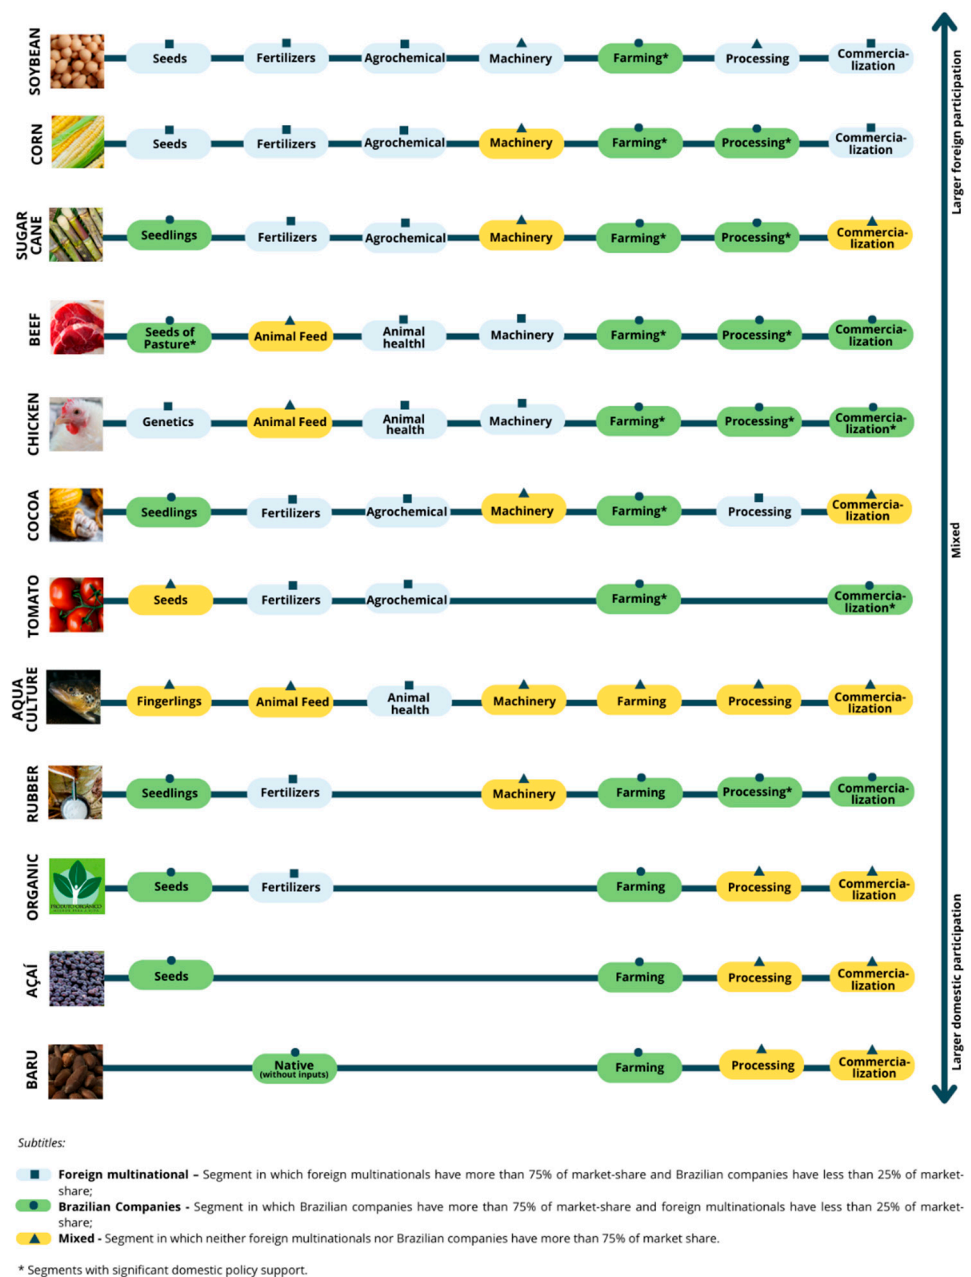 SOYBEAN
Seeds
Fertilizers
Agrochemical
Machinery
Farming*
Processing
Commercia-
lization
CORN
Seeds
Fertilizers
Agrochemical
Machinery
Farming*
Processing*
Commercia-
lization
SUGAR
CANE
Seedlings
Fertilizers
Agrochemical
Machinery
Farming*
Processing*
Commercia-
lization
BEEF
Seeds of
Pasture*
Animal Feed
Animal
healthl
Machinery
Farming*
Processing*
Commercia-
lization
CHICKEN
Genetics
Animal Feed
Animal
health
Machinery
Farming*
Processing*
Commercia-
lization*
COCOA
Seedlings
Fertilizers
Agrochemical
Machinery
Farming*
Processing
Commercia-
lization
TOMATO
Seeds
Fertilizers
Agrochemical
Farming*
Commercia-
lization*
AQUA
CULTURE
Fingerlings
Animal Feed
Animal
health
Machinery
Farming
Processing
Commercia-
lization
RUBBER
Seedlings
Fertilizers
Machinery
Farming
Processing*
Commercia-
lization
ORGANIC
PRODUTO ORGÂNICO
Seeds
Fertilizers
Farming
Processing
Commercia-
lization
AÇAÍ
Seeds
Farming
Processing
Commercia-
lization
BARU
Native
(without inputs)
Farming
Processing
Commercia-
lization
Larger foreign participation
Mixed
Larger domestic participation
Subtitles:
Foreign multinational – Segment in which foreign multinationals have more than 75% of market-share and Brazilian companies have less than 25% of market-
share;
Brazilian Companies - Segment in which Brazilian companies have more than 75% of market-share and foreign multinationals have less than 25% of market-
share;
Mixed - Segment in which neither foreign multinationals nor Brazilian companies have more than 75% of market share.
* Segments with significant domestic policy support.